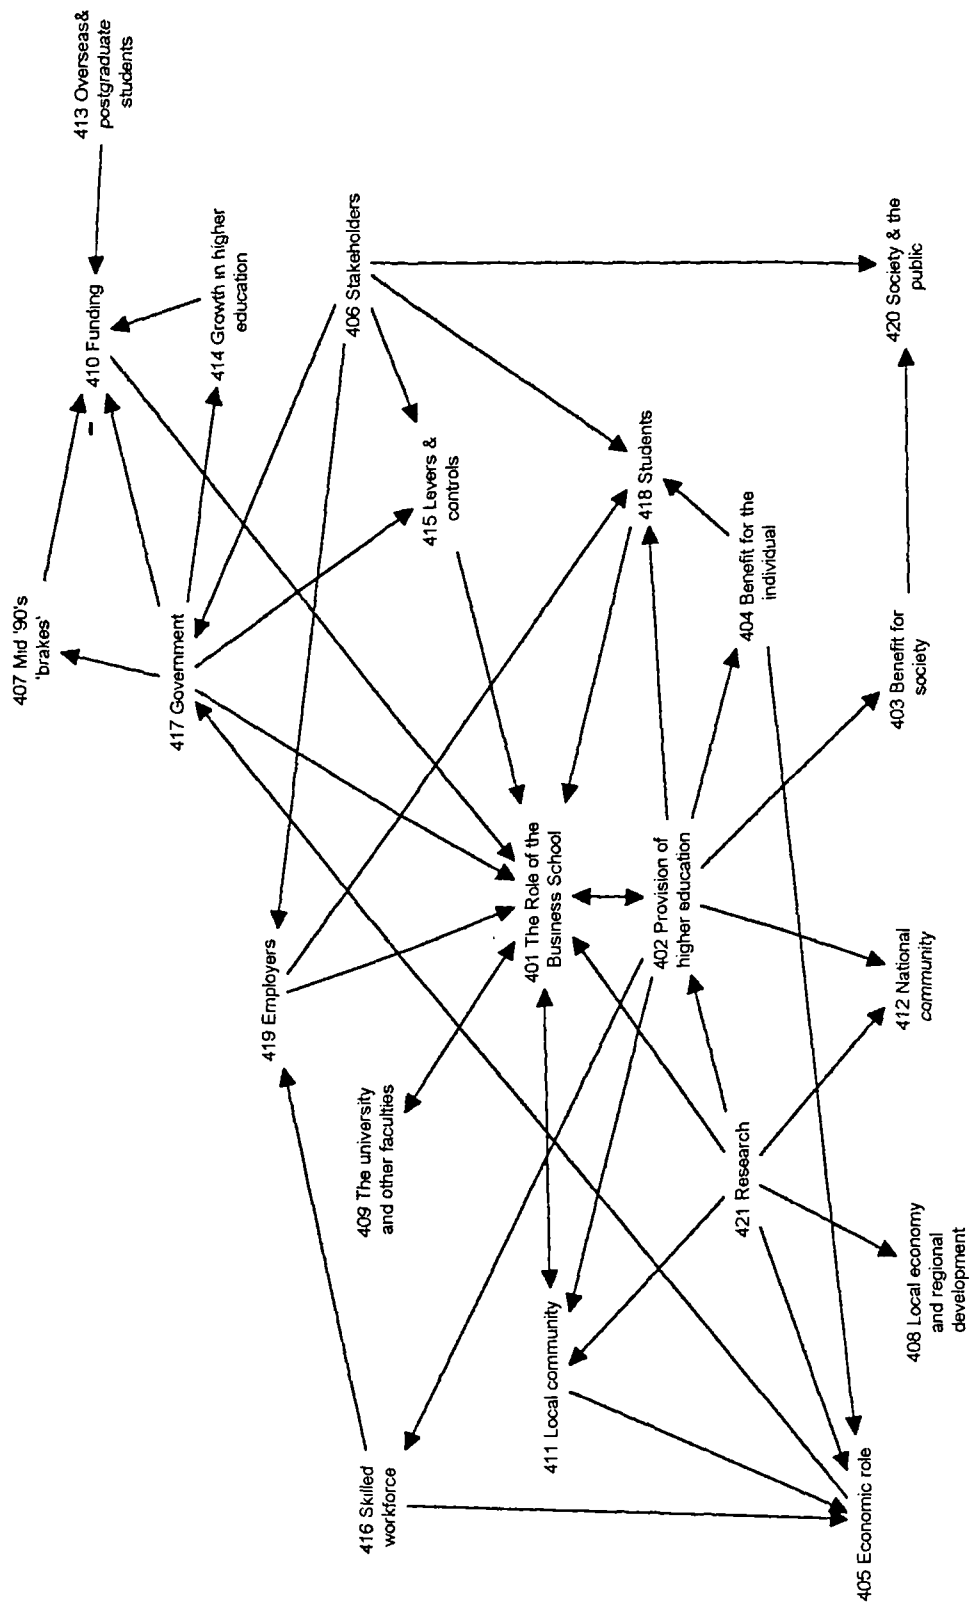 407 Mid '90's
'brakes'
413 Overseas&
postgraduate
students
410 Funding
-
417 Government
414 Growth in higher
education
419 Employers
406 Stakeholders
409 The university
and other faculties
416 Skilled
workforce
415 Levers &
controls
401 The Role of the
Business School
411 Local community
418 Students
402 Provision of
higher education
421 Research
404 Benefit for the
individual
405 Economic role
403 Benefit for
society
420 Society & the
public
412 National
community
408 Local economy
and regional
development